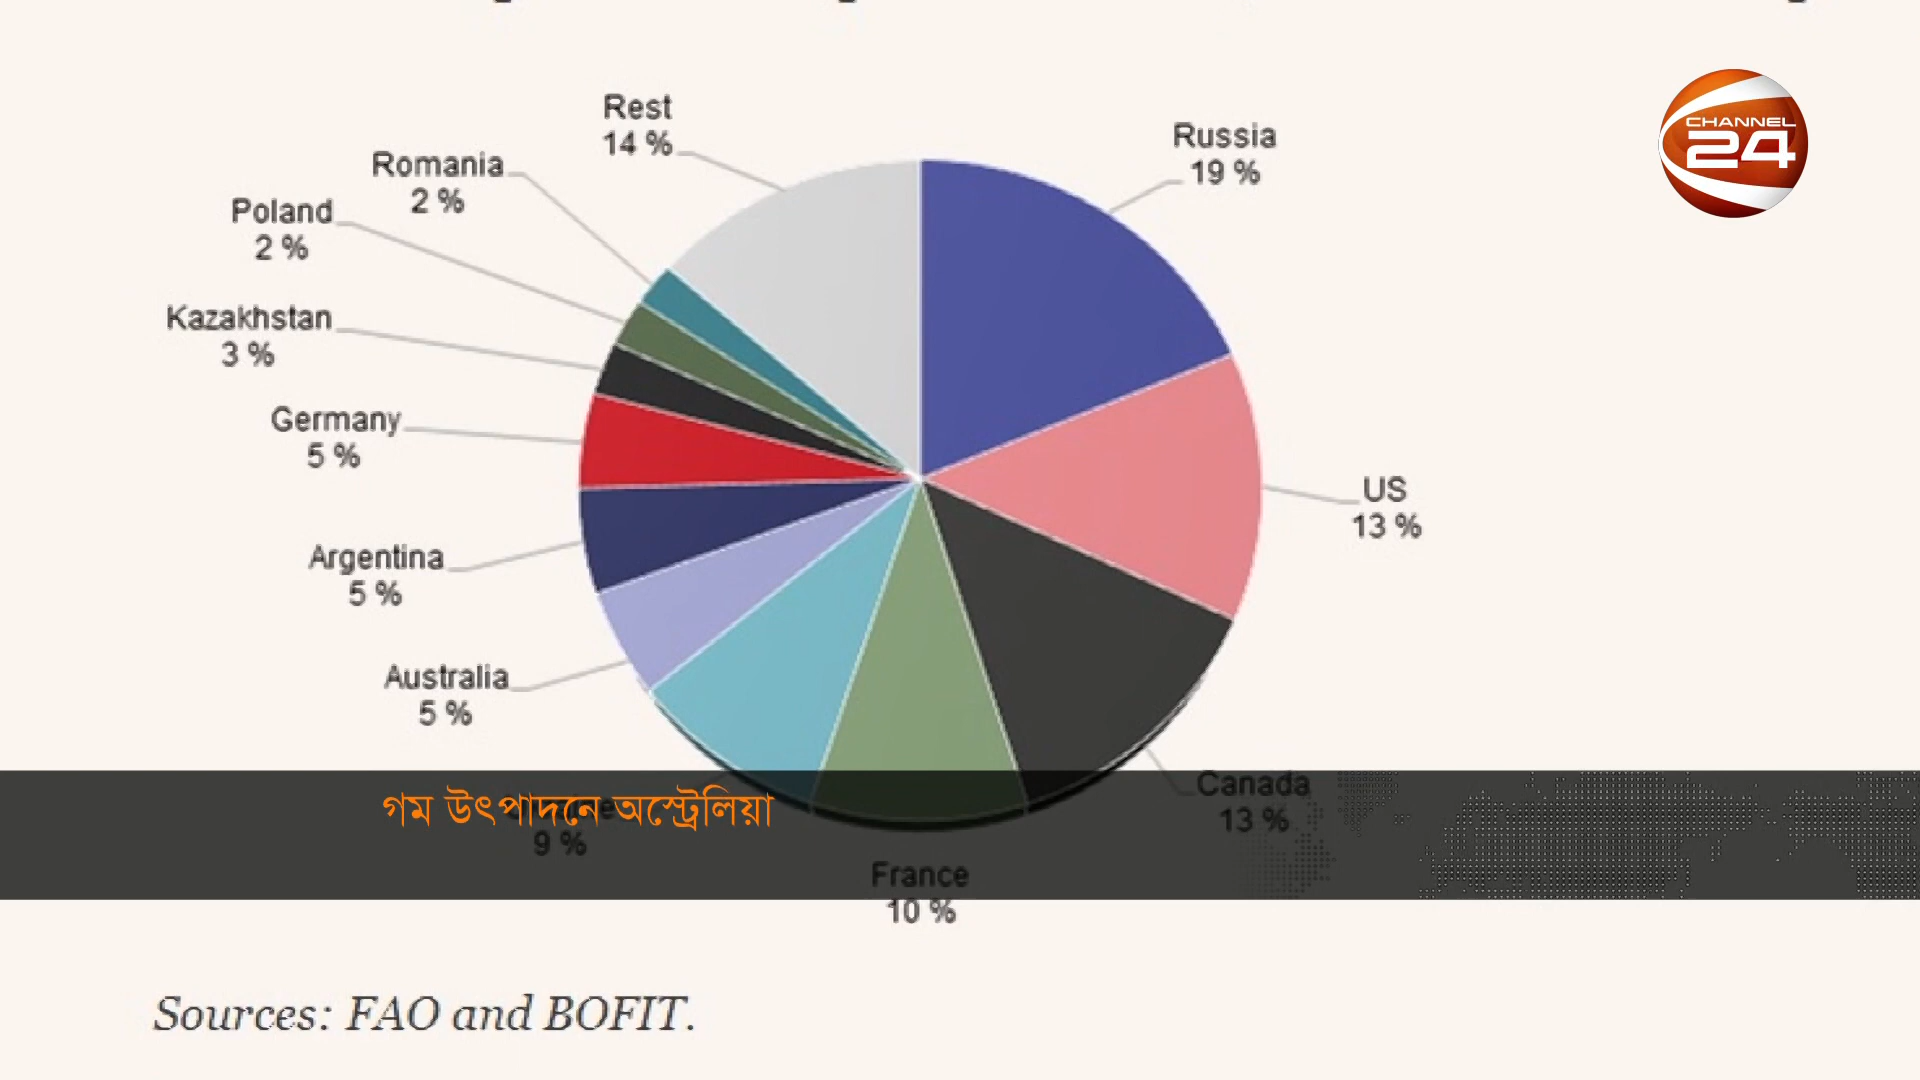 Rest
14 %
Russia
19 %
CHANNEL
24
Romania
2 %
Poland
2 %
Kazakhstan
3 %
Germany
5 %
US
13 %
Argentina
5 %
Australia
5 %
Canada
13 %
গম উৎপাদনে অস্ট্রেলিয়া
9 %
France
10 %
Sources: FAO and BOFIT.